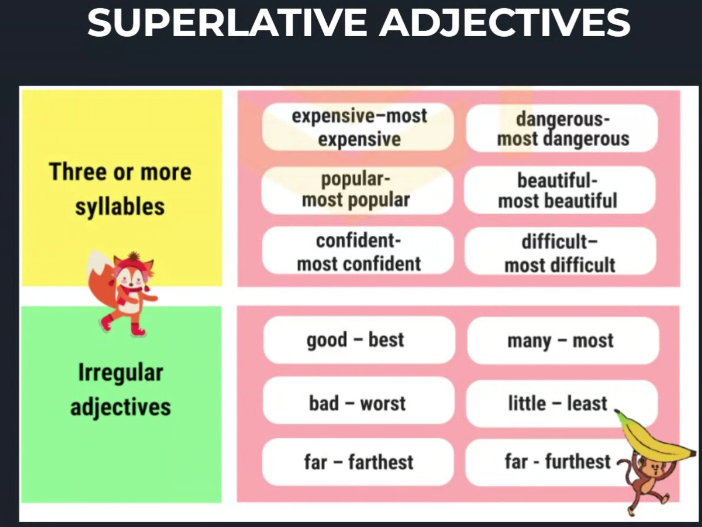 SUPERLATIVE ADJECTIVES
Three or more
syllables
expensive–most
expensive
dangerous-
most dangerous
popular-
most popular
beautiful-
most beautiful
confident-
most confident
difficult–
most difficult
Irregular
adjectives
good – best
many – most
bad – worst
little – least
far – farthest
far - furthest